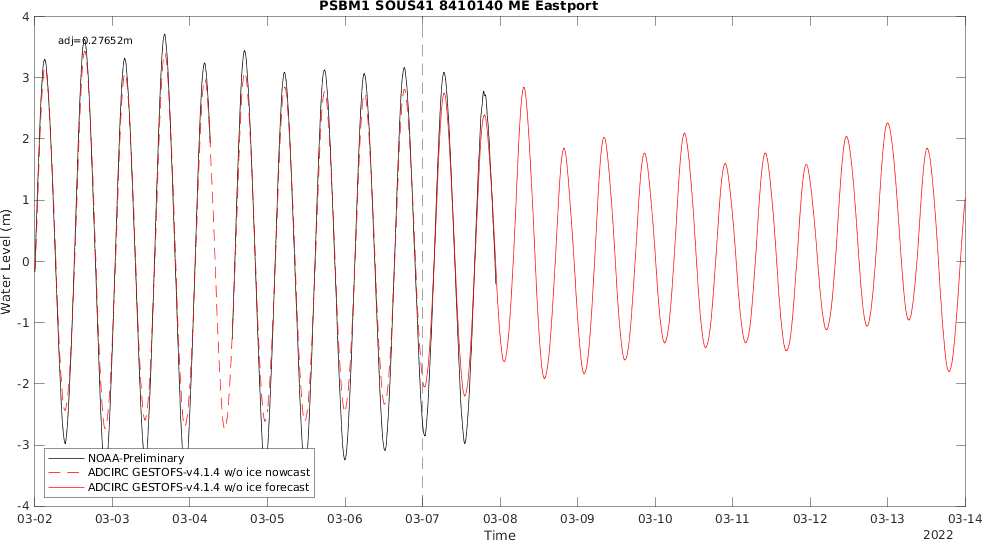 PSBM1 SOUS41 8410140 ME Eastport
adj=0.27652m
4
3
2
1
0
-1
-2
-3
-4
Water Level (m)
NOAA-Preliminary
ADCIRC GESTOFS-v4.1.4 w/o ice nowcast
ADCIRC GESTOFS-v4.1.4 w/o ice forecast
03-02 03-03 03-04 03-05 03-06 03-07 03-08 03-09 03-10 03-11 03-12 03-13 03-14
Time
2022